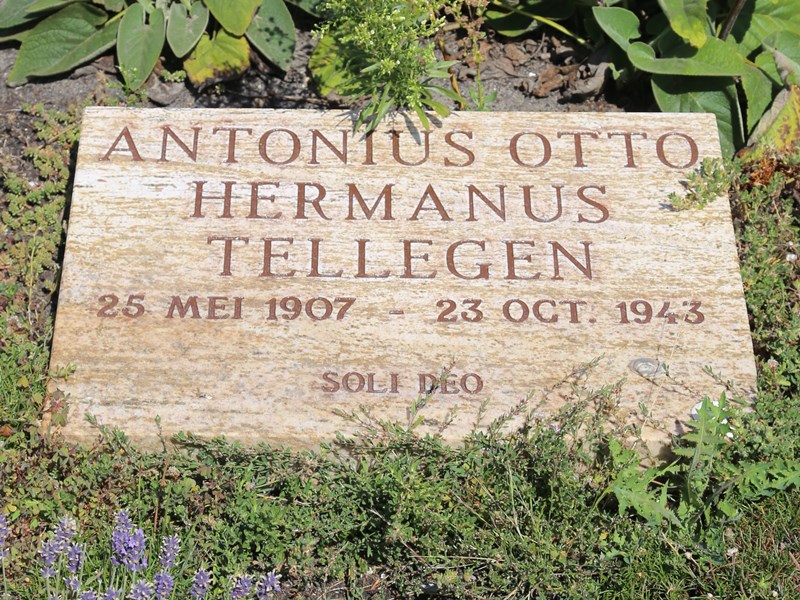 ANTONIUS OTTO
HERMANUS
TELLEGEN
25 MEI 1907 - 23 OCT. 1943
SOLI DEO